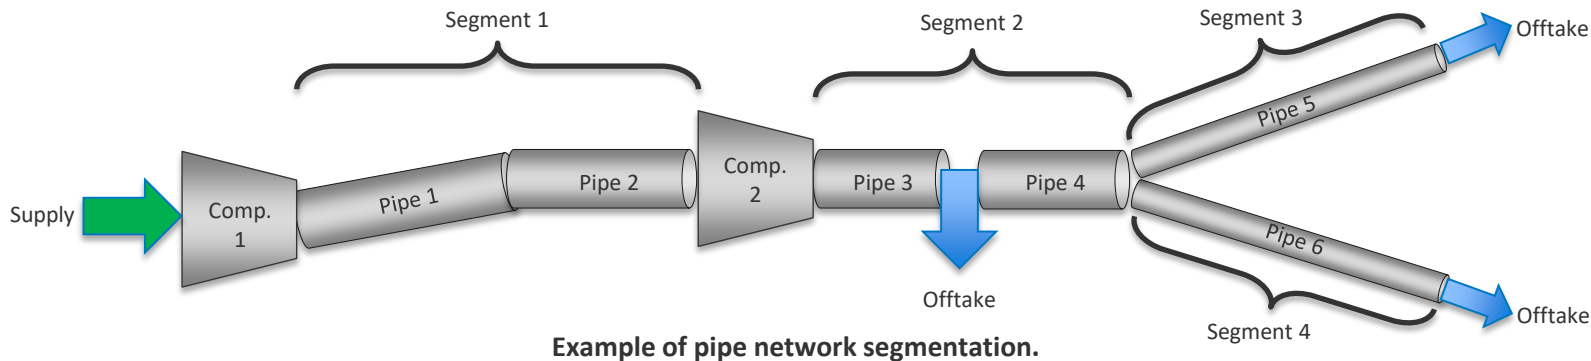 Segment 1
Segment 2
Segment 3
Offtake
Pipe 5
Supply
Comp.
1
Pipe 1
Pipe 2
Comp.
2
Pipe 3
Pipe 4
Pipe 6
Offtake
Offtake
Segment 4
Example of pipe network segmentation.